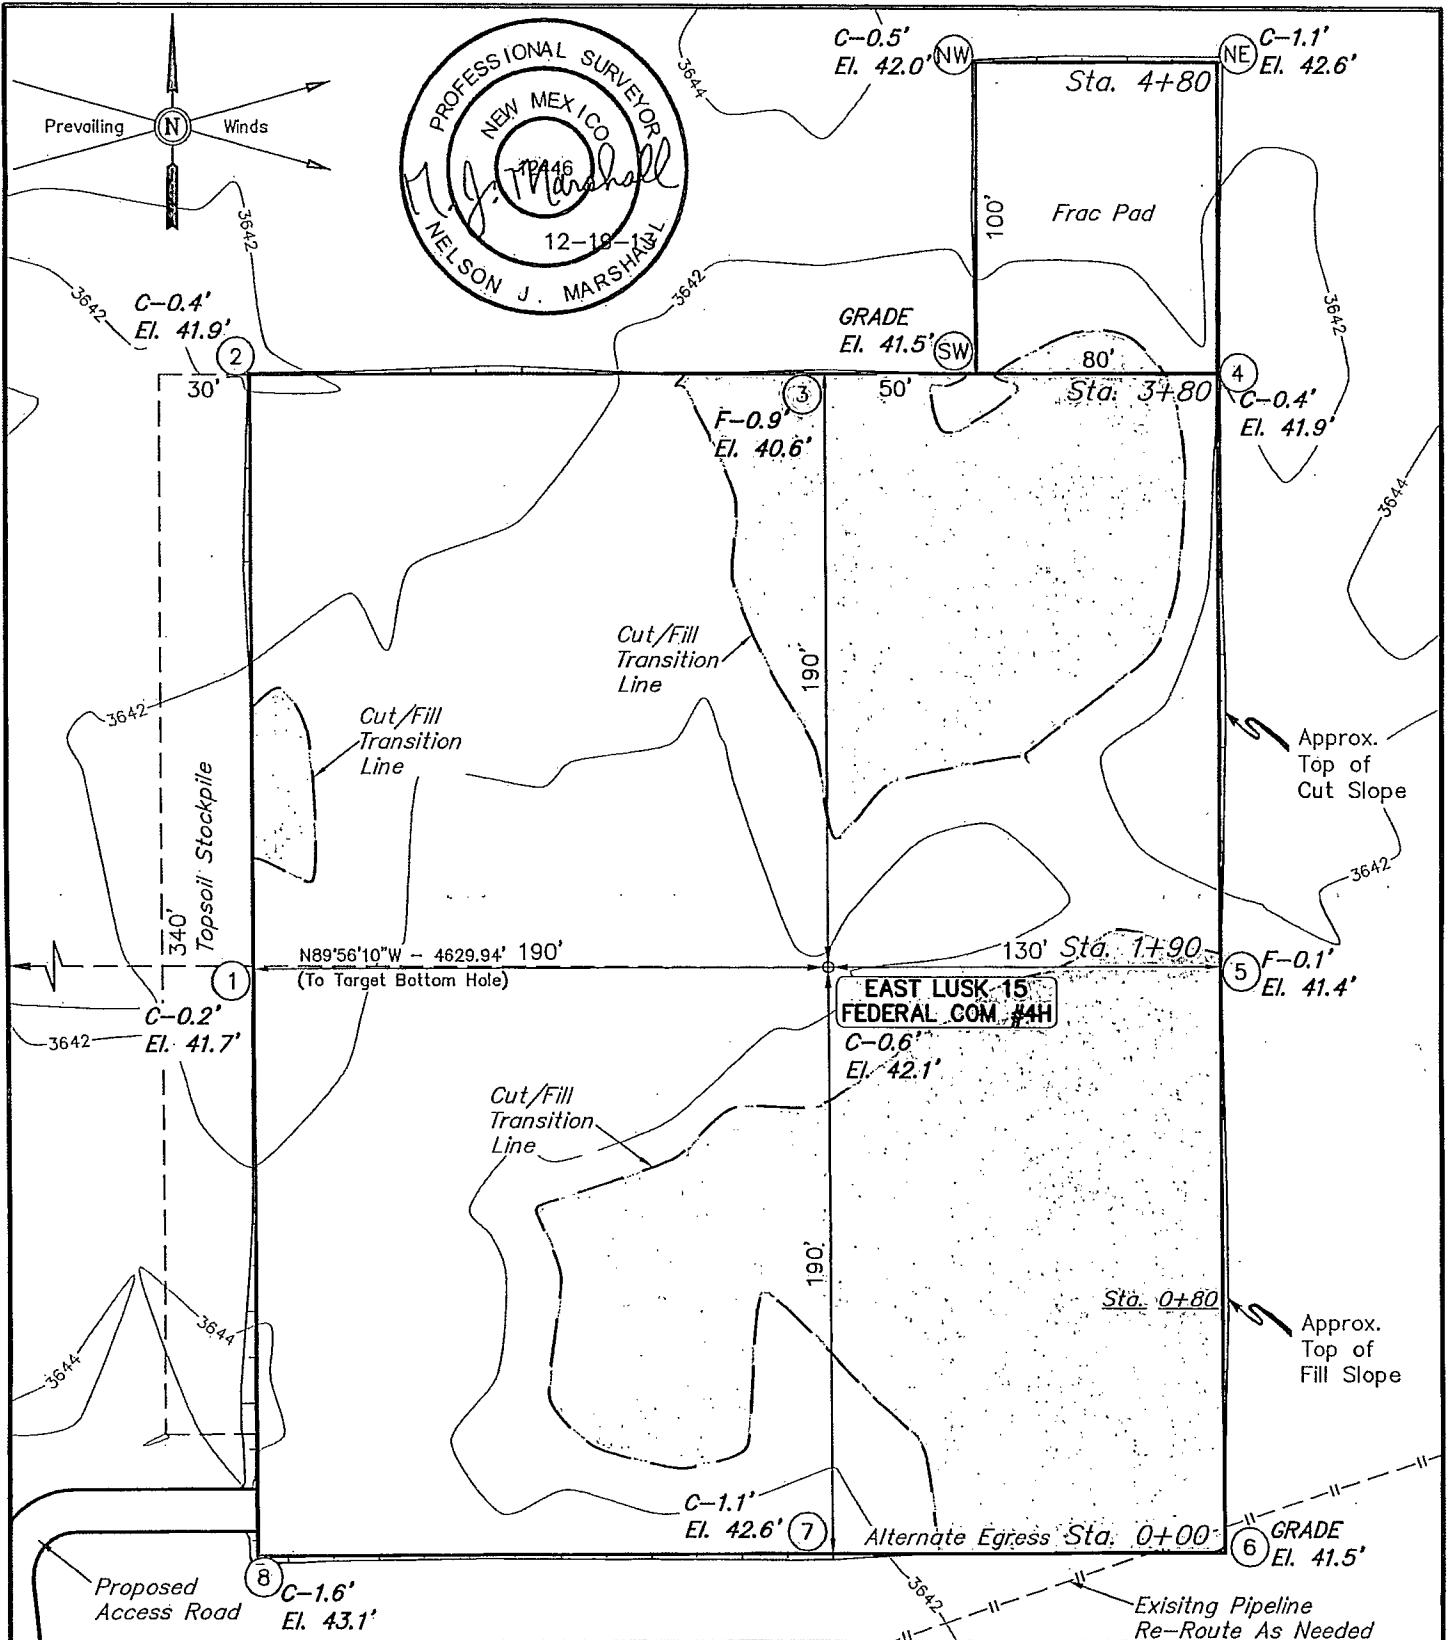 C-0.5'
El. 42.0'
NW
NE
C-1.1'
El. 42.6'
Sta. 4+80
Prevailing
N
Winds
PROFESSIONAL SURVEYOR
NEW MEXICO
12446
N.J. Marshall
NELSON J. MARSHALL
3644
3642
3642
3642
3642
100'
Frac Pad
C-0.4'
El. 41.9'
2
30'
GRADE
El. 41.5'
SW
80'
3
50'
Sta. 3+80
4
C-0.4'
El. 41.9'
F-0.9'
El. 40.6'
3644
Cut/Fill
Transition
Line
190'
3642
Cut/Fill
Transition
Line
Topsoil Stockpile
340'
Approx.
Top of
Cut Slope
3642
N89°56'10"W - 4629.94'
(To Target Bottom Hole)
190'
130'
Sta. 1+90
1
5
F-0.1'
El. 41.4'
C-0.2'
El. 41.7'
3642
EAST LUSK 15
FEDERAL COM #4H
C-0.6'
El. 42.1'
Cut/Fill
Transition
Line
190'
Sta. 0+80
3644
3644
Approx.
Top of
Fill Slope
C-1.1'
El. 42.6'
7
Alternate Egress
Sta. 0+00
6
GRADE
El. 41.5'
8
C-1.6'
El. 43.1'
Proposed
Access Road
3642
Exisitng Pipeline
Re-Route As Needed